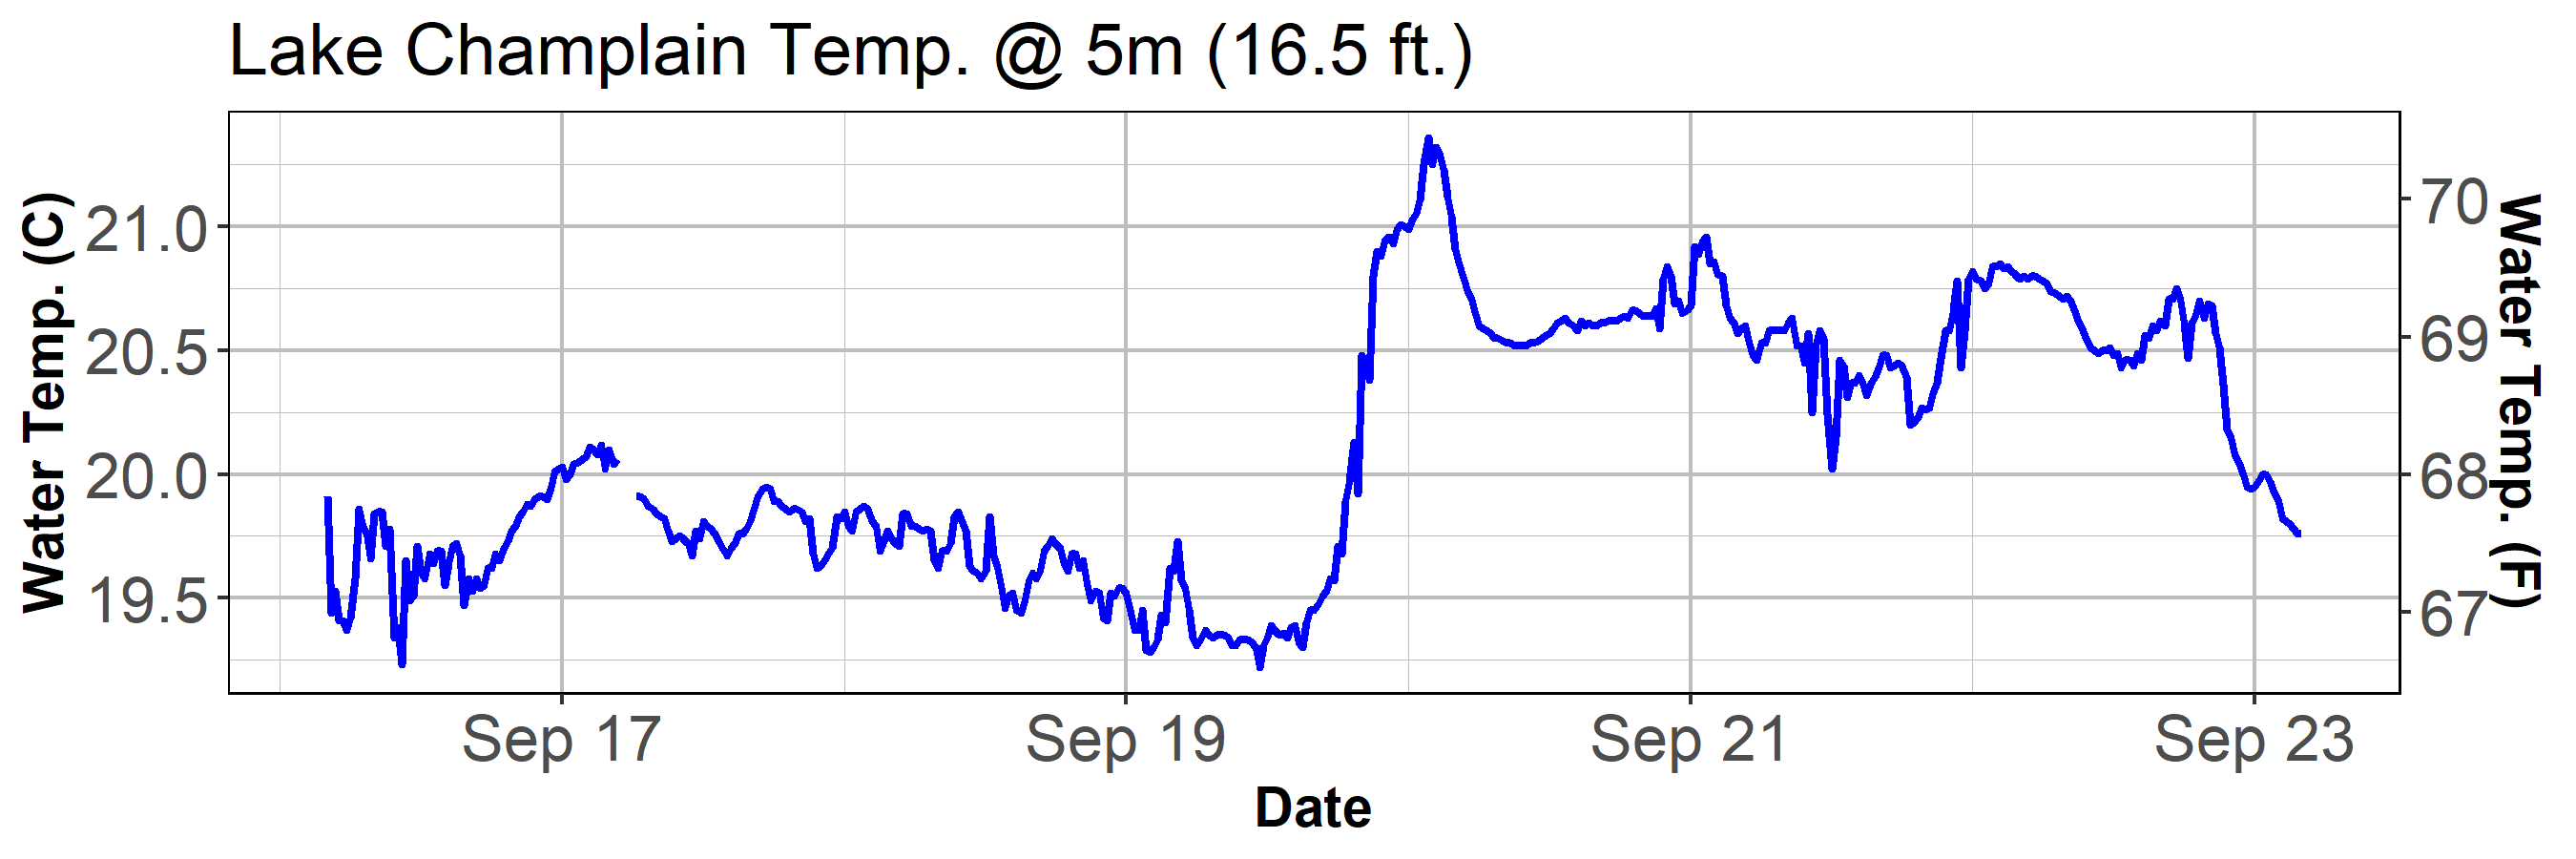 Lake Champlain Temp. @ 5m (16.5 ft.)
Water Temp. (C)
21.0
20.5
20.0
19.5
70
69
68
67
Water Temp. (F)
Sep 17
Sep 19
Sep 21
Sep 23
Date